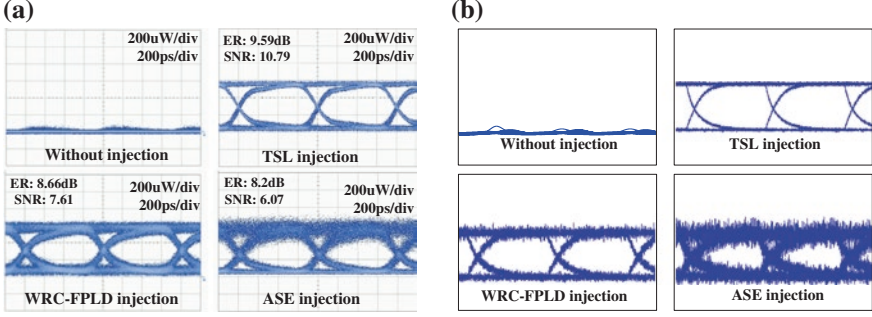 (a)
200uW/div
200ps/div
Without injection
ER: 9.59dB
SNR: 10.79
200uW/div
200ps/div
TSL injection
ER: 8.66dB
SNR: 7.61
200uW/div
200ps/div
WRC-FPLD injection
ER: 8.2dB
SNR: 6.07
200uW/div
200ps/div
ASE injection
(b)
Without injection
TSL injection
WRC-FPLD injection
ASE injection